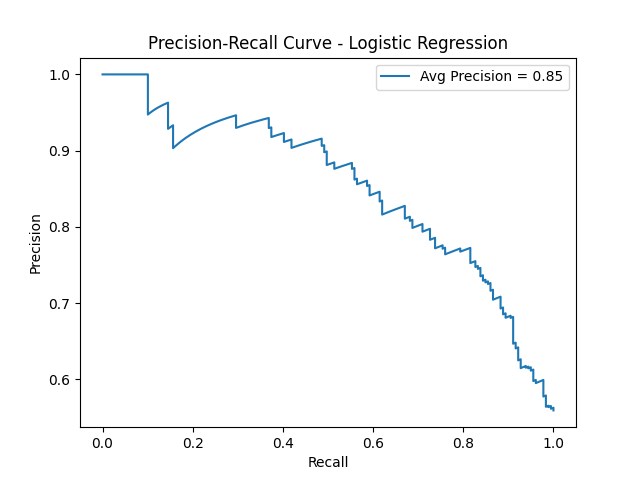 Precision-Recall Curve - Logistic Regression
Avg Precision = 0.85
1.0
0.9
0.8
0.7
0.6
Precision
0.0 0.2 0.4 0.6 0.8 1.0
Recall